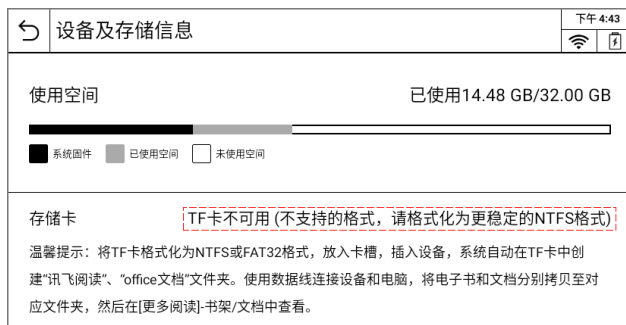 下午 4:43
设备及存储信息
使用空间
已使用14.48 GB/32.00 GB
系统固件 已使用空间 未使用空间
存储卡
TF卡不可用 (不支持的格式，请格式化为更稳定的NTFS格式)
温馨提示：将TF卡格式化为NTFS或FAT32格式，放入卡槽，插入设备，系统自动在TF卡中创
建“讯飞阅读”、“office文档”文件夹。使用数据线连接设备和电脑，将电子书和文档分别拷贝至对
应文件夹，然后在[更多阅读]-书架/文档中查看。